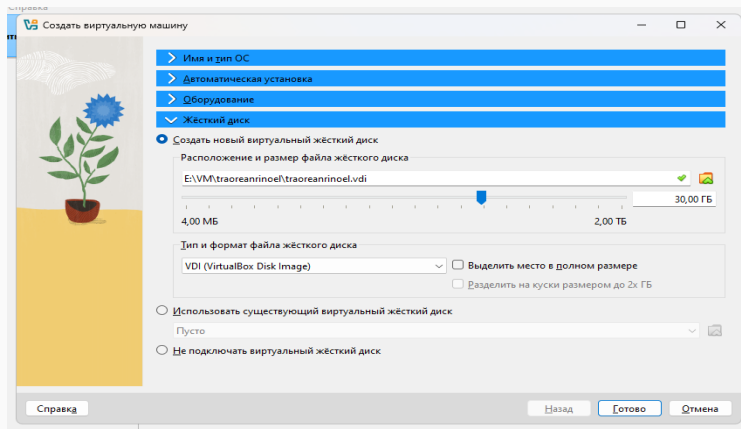 Справка
Создать виртуальную машину
Имя и тип ОС
Автоматическая установка
Оборудование
Жёсткий диск
Создать новый виртуальный жёсткий диск
Расположение и размер файла жёсткого диска
E:\VM\traoreanrinoel\traoreanrinoel.vdi
30,00 ГБ
4,00 МБ 2,00 ТБ
Тип и формат файла жёсткого диска
VDI (VirtualBox Disk Image) Выделить место в полном размере
Разделить на куски размером до 2х ГБ
Использовать существующий виртуальный жёсткий диск
Пусто
Не подключать виртуальный жёсткий диск
Справка Назад Готово Отмена